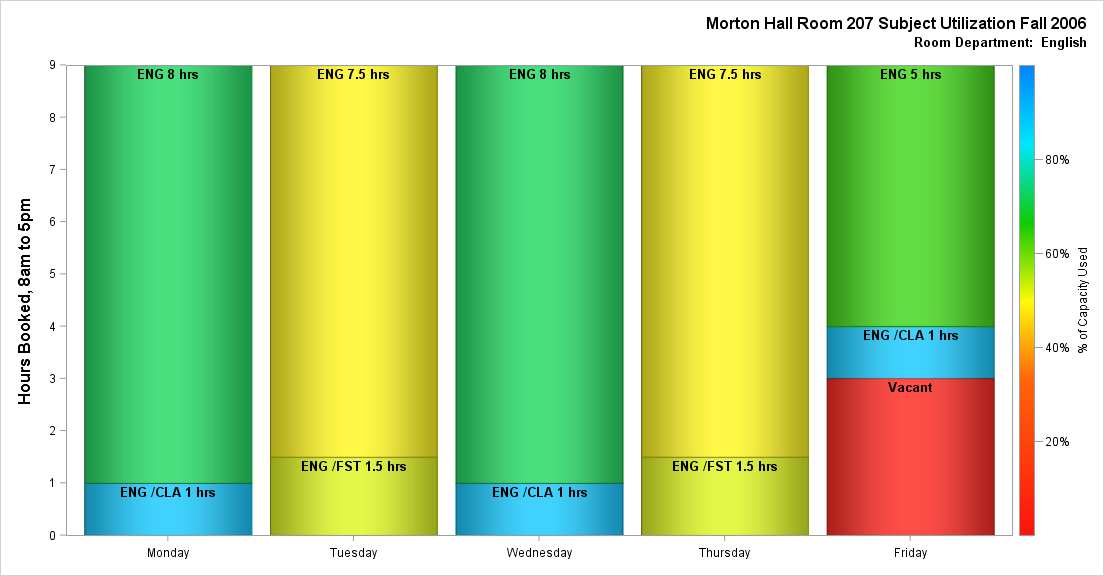 Morton Hall Room 207 Subject Utilization Fall 2006
Room Department:  English
Hours Booked, 8am to 5pm
9
8
7
6
5
4
3
2
1
0
ENG 8 hrs
ENG /CLA 1 hrs
ENG 7.5 hrs
ENG /FST 1.5 hrs
ENG 8 hrs
ENG /CLA 1 hrs
ENG 7.5 hrs
ENG /FST 1.5 hrs
ENG 5 hrs
ENG /CLA 1 hrs
Vacant
Monday
Tuesday
Wednesday
Thursday
Friday
80%
60%
40%
20%
% of Capacity Used